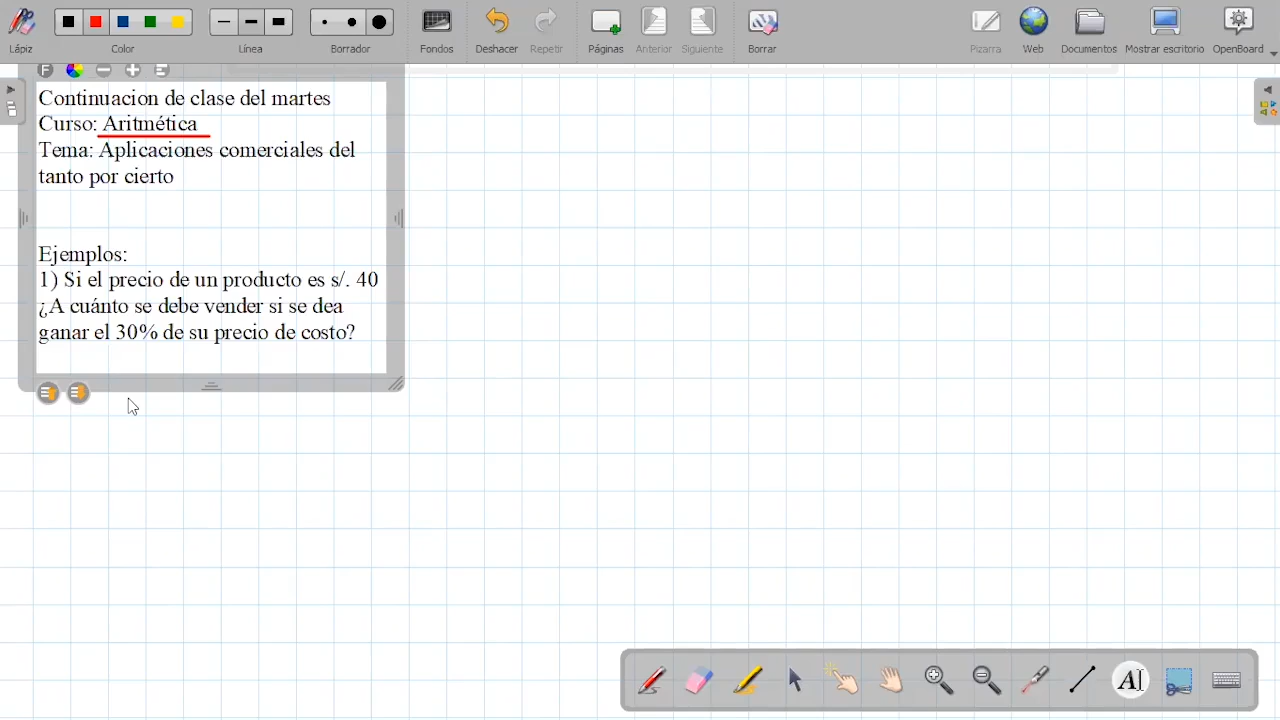 Lápiz
Color
Línea
Borrador
Fondos
Deshacer
Repetir
Páginas
Anterior
Siguiente
Borrar
Pizarra
Web
Documentos
Mostrar escritorio
OpenBoard
F
Continuacion de clase del martes
Curso: Aritmética
Tema: Aplicaciones comerciales del
tanto por cierto
Ejemplos:
1) Si el precio de un producto es s/. 40
¿A cuánto se debe vender si se dea
ganar el 30% de su precio de costo?
AI